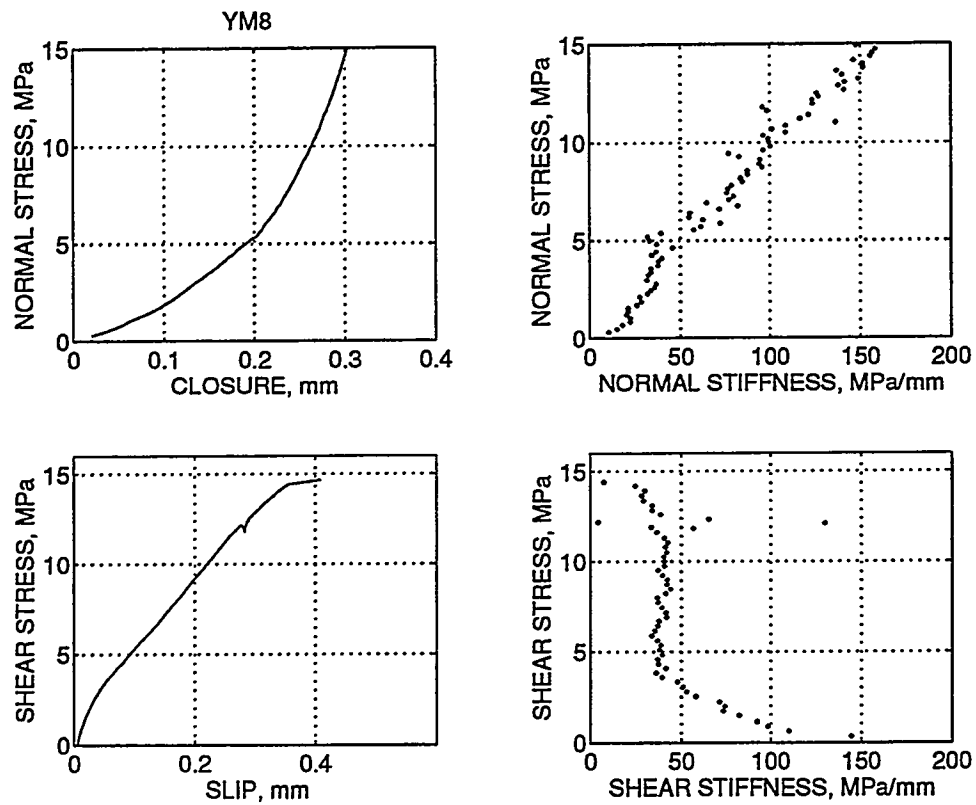 YM8
NORMAL STRESS, MPa
15
10
5
0
0 0.1 0.2 0.3 0.4
CLOSURE, mm
NORMAL STRESS, MPa
15
10
5
0
0 50 100 150 200
NORMAL STIFFNESS, MPa/mm
SHEAR STRESS, MPa
15
10
5
0
0 0.2 0.4
SLIP, mm
SHEAR STRESS, MPa
15
10
5
0
0 50 100 150 200
SHEAR STIFFNESS, MPa/mm